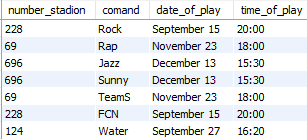 number_stadion comand date_of_play time_of_play
228 Rock September 15 20:00
69 Rap November 23 18:00
696 Jazz December 13 15:30
696 Sunny December 13 15:30
69 TeamS November 23 18:00
228 FCN September 15 20:00
124 Water September 27 16:20